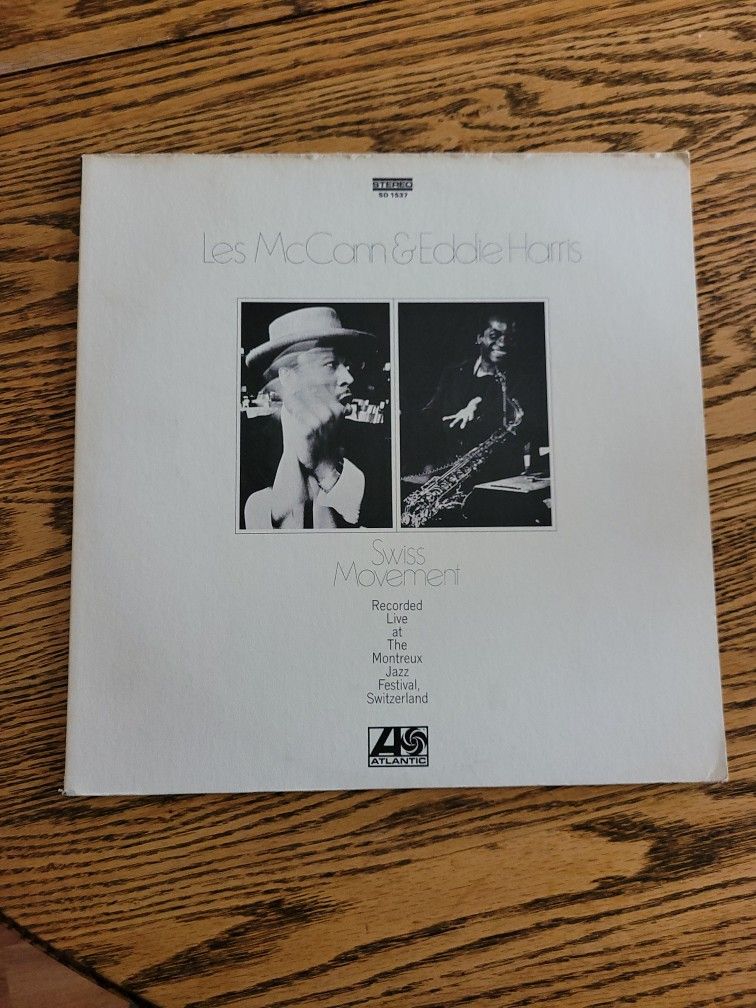 STEREO
SD 1537
Les McCann & Eddie Harris
Swiss
Movement
Recorded
Live
at
The
Montreux
Jazz
Festival,
Switzerland
ATLANTIC